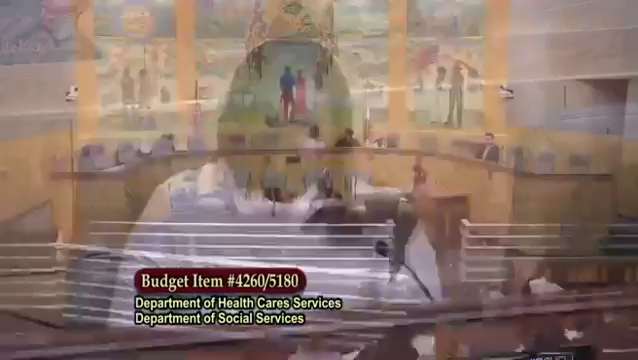 Budget Item #4260/5180
Department of Health Cares Services
Department of Social Services